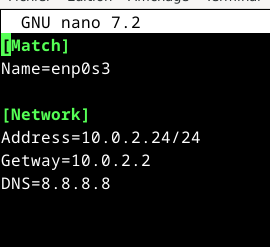 GNU nano 7.2
[Match]
Name=enp0s3
[Network]
Address=10.0.2.24/24
Getway=10.0.2.2
DNS=8.8.8.8